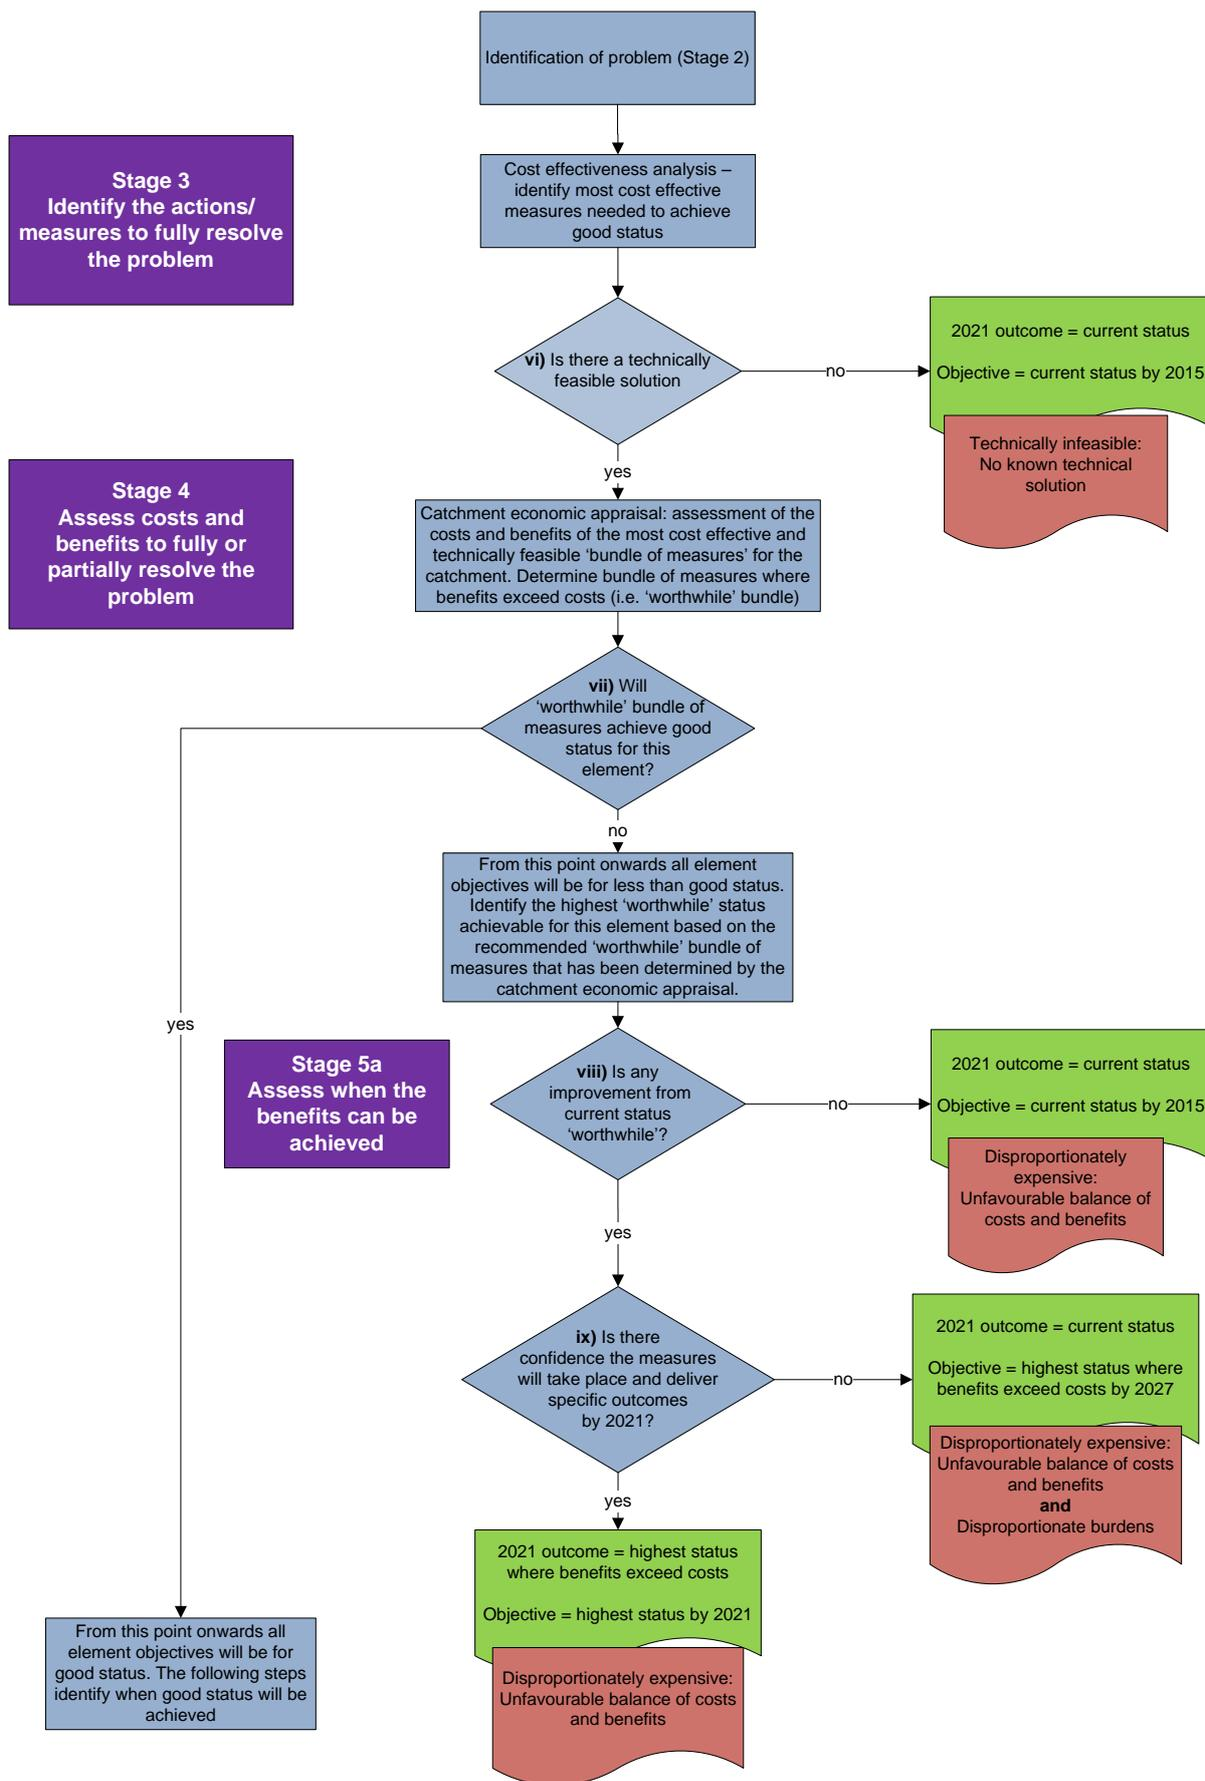 Identification of problem (Stage 2)
Stage 3
Identify the actions/
measures to fully resolve
the problem
Cost effectiveness analysis –
identify most cost effective
measures needed to achieve
good status
vi) Is there a technically
feasible solution
no
2021 outcome = current status
Objective = current status by 2015
Technically infeasible:
No known technical
solution
yes
Stage 4
Assess costs and
benefits to fully or
partially resolve the
problem
Catchment economic appraisal: assessment of the
costs and benefits of the most cost effective and
technically feasible ‘bundle of measures’ for the
catchment. Determine bundle of measures where
benefits exceed costs (i.e. ‘worthwhile’ bundle)
vii) Will
‘worthwhile’ bundle of
measures achieve good
status for this
element?
no
From this point onwards all element
objectives will be for less than good status.
Identify the highest ‘worthwhile’ status
achievable for this element based on the
recommended ‘worthwhile’ bundle of
measures that has been determined by the
catchment economic appraisal.
yes
Stage 5a
Assess when the
benefits can be
achieved
viii) Is any
improvement from
current status
‘worthwhile’?
no
2021 outcome = current status
Objective = current status by 2015
Disproportionately
expensive:
Unfavourable balance of
costs and benefits
yes
ix) Is there
confidence the measures
will take place and deliver
specific outcomes
by 2021?
no
2021 outcome = current status
Objective = highest status where
benefits exceed costs by 2027
Disproportionately expensive:
Unfavourable balance of costs
and benefits
and
Disproportionate burdens
yes
2021 outcome = highest status
where benefits exceed costs
Objective = highest status by 2021
Disproportionately expensive:
Unfavourable balance of costs
and benefits
From this point onwards all
element objectives will be for
good status. The following steps
identify when good status will be
achieved